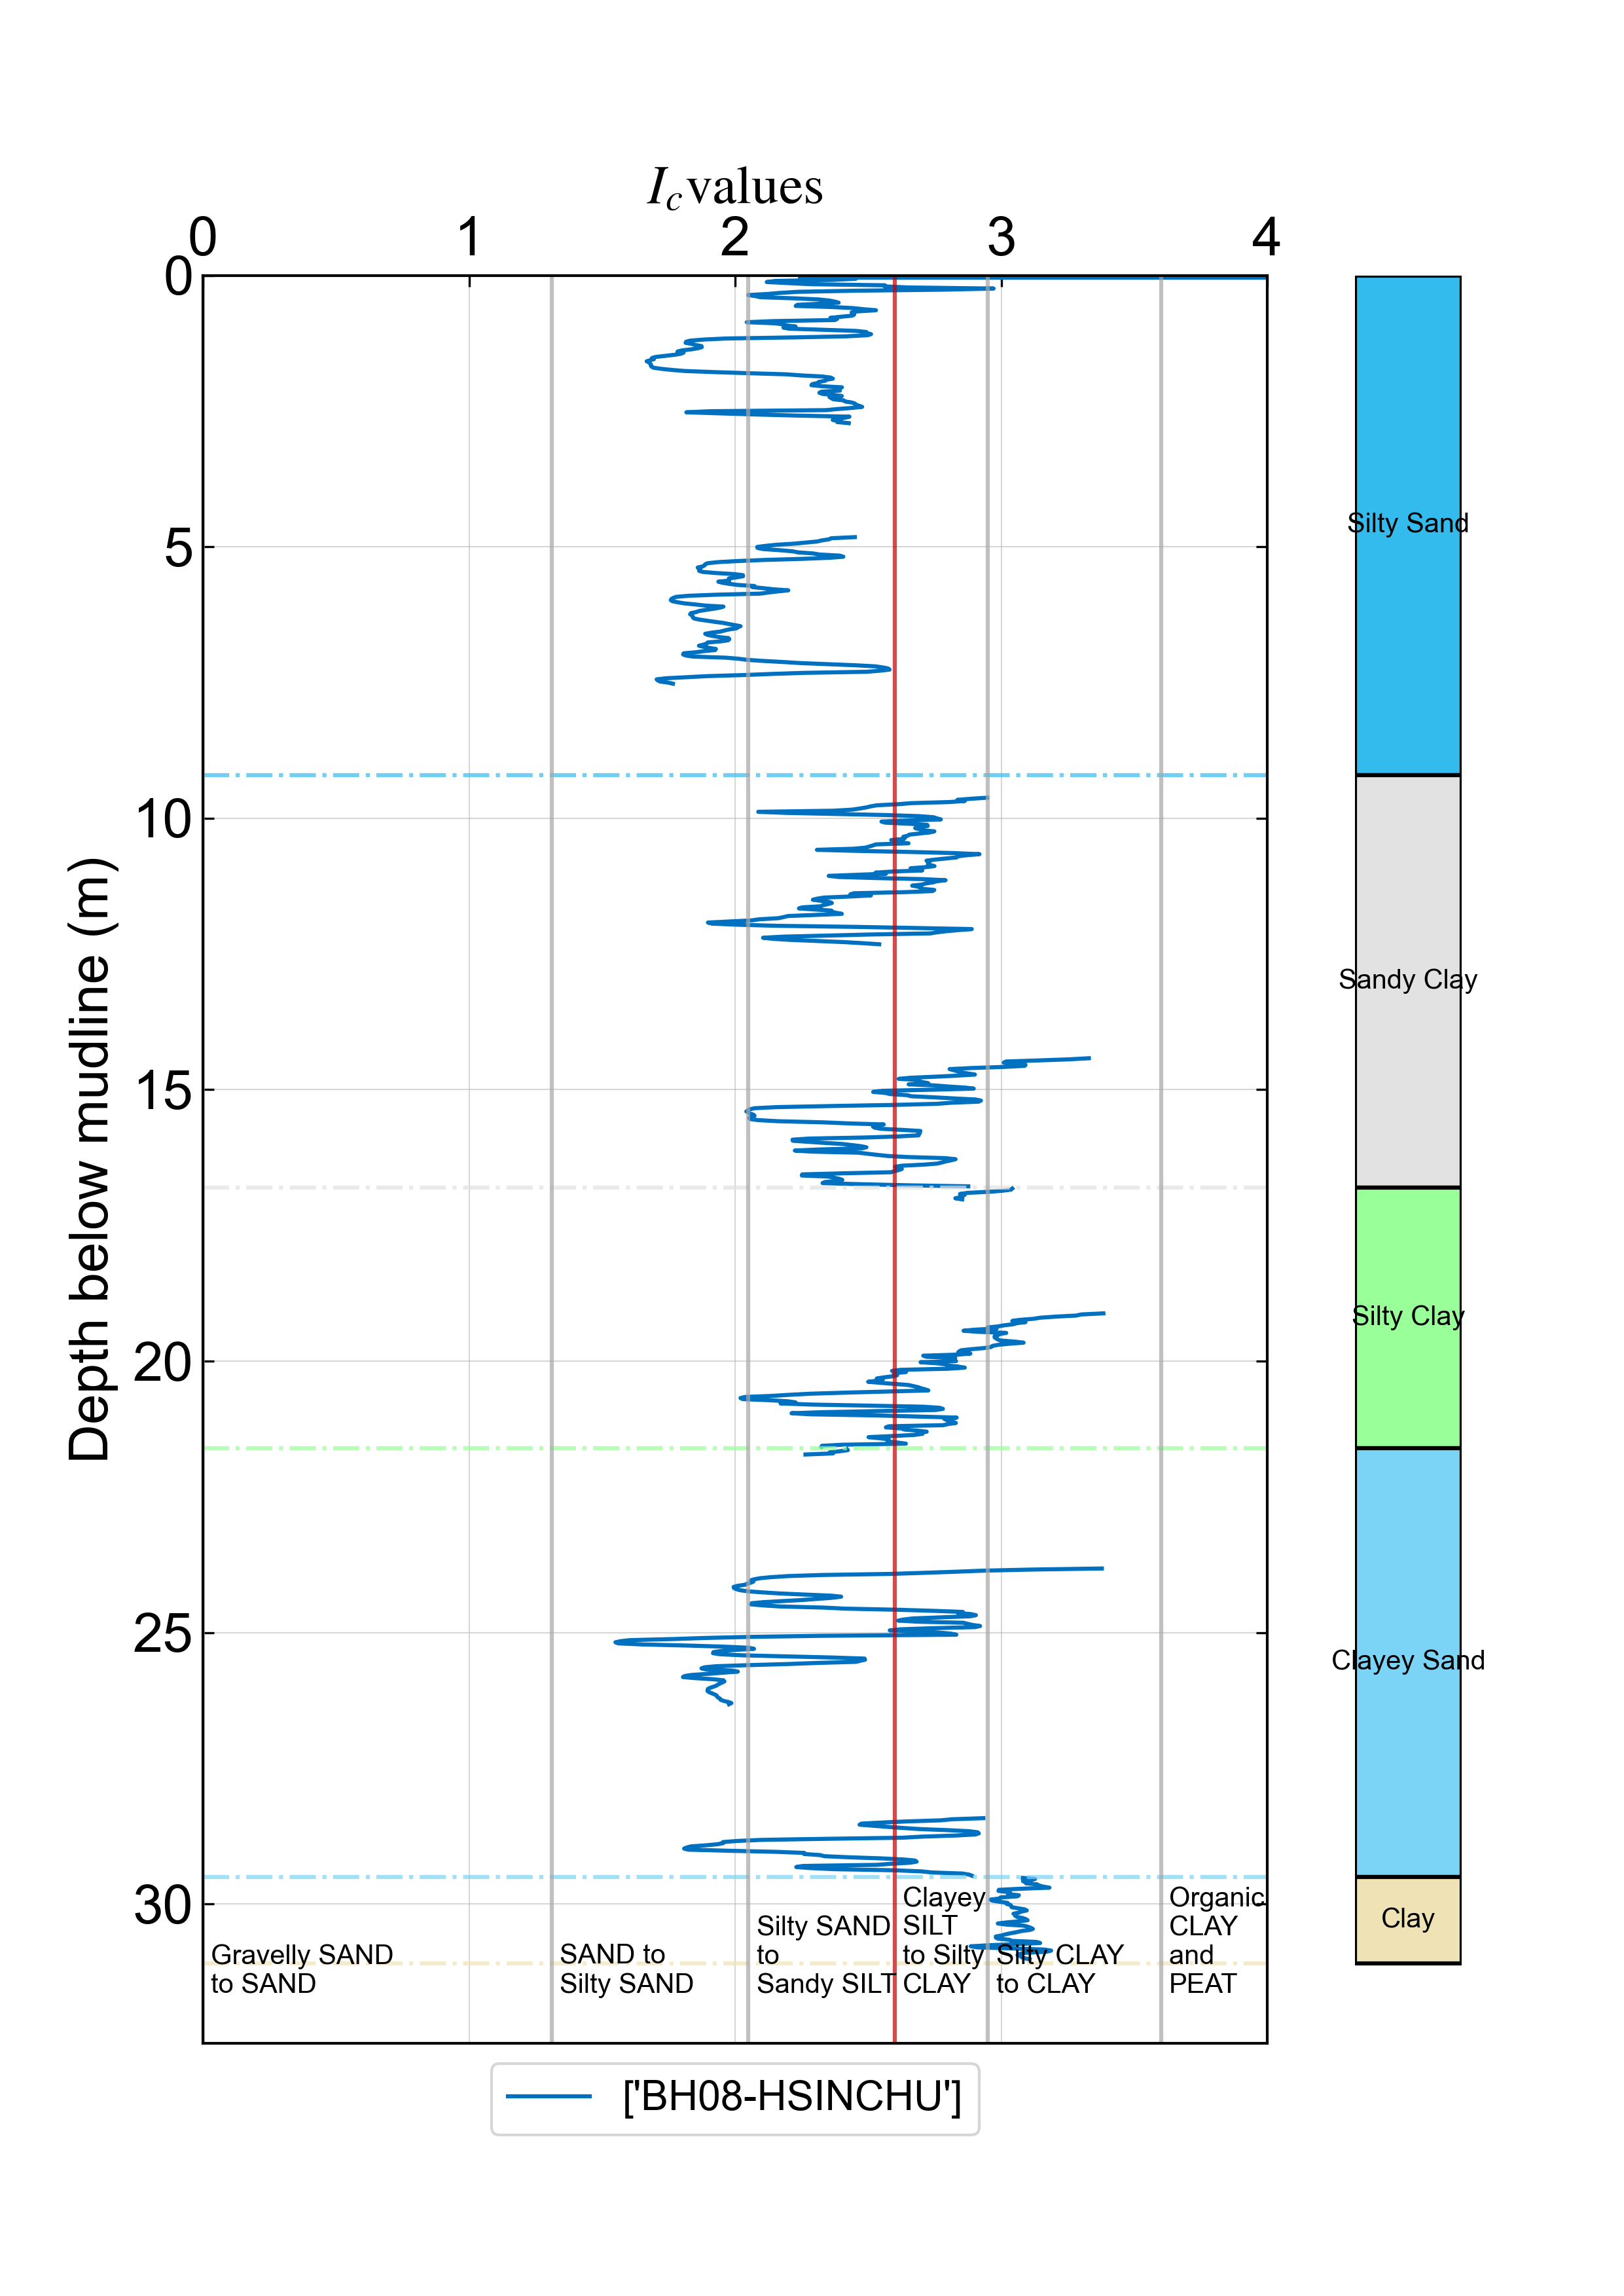 Icvalues
0 1 2 3 4
0
5
10
15
20
25
30
Depth below mudline (m)
Silty Sand
Sandy Clay
Silty Clay
Clayey Sand
Clay
Gravelly SAND
to SAND
SAND to
Silty SAND
Silty SAND
to
Sandy SILT
Clayey
SILT
to Silty
CLAY
Silty CLAY
to CLAY
Organic
CLAY
and
PEAT
['BH08-HSINCHU']